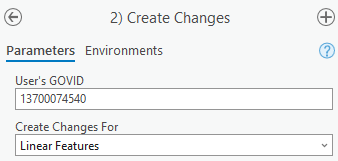 2) Create Changes
Parameters Environments
User's GOVID
13700074540
Create Changes For
Linear Features